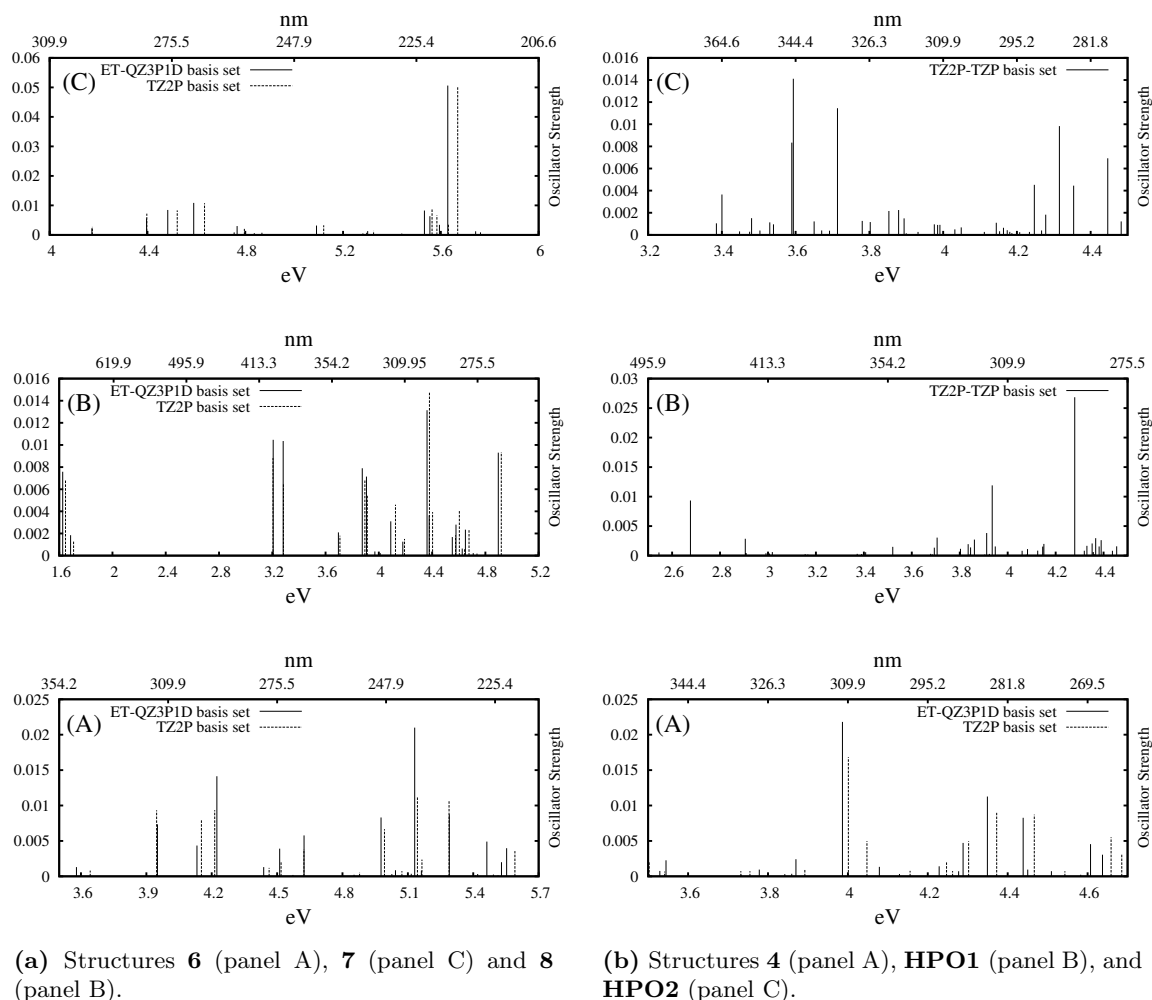 nm
309.9 275.5 247.9 225.4 206.6
0.06
0.05
0.04
0.03
0.02
0.01
0
(C)
ET-QZ3P1D basis set
TZ2P basis set
Oscillator Strength
4 4.4 4.8 5.2 5.6 6
eV
nm
619.9 495.9 413.3 354.2 309.95 275.5
0.016
0.014
0.012
0.01
0.008
0.006
0.004
0.002
0
(B)
ET-QZ3P1D basis set
TZ2P basis set
Oscillator Strength
1.6 2 2.4 2.8 3.2 3.6 4 4.4 4.8 5.2
eV
nm
354.2 309.9 275.5 247.9 225.4
0.025
0.02
0.015
0.01
0.005
0
(A)
ET-QZ3P1D basis set
TZ2P basis set
Oscillator Strength
3.6 3.9 4.2 4.5 4.8 5.1 5.4 5.7
eV
(a) Structures 6 (panel A), 7 (panel C) and 8
(panel B).
nm
364.6 344.4 326.3 309.9 295.2 281.8
0.016
0.014
0.012
0.01
0.008
0.006
0.004
0.002
0
(C)
TZ2P-TZP basis set
Oscillator Strength
3.2 3.4 3.6 3.8 4 4.2 4.4
eV
nm
495.9 413.3 354.2 309.9 275.5
0.03
0.025
0.02
0.015
0.01
0.005
0
(B)
TZ2P-TZP basis set
Oscillator Strength
2.6 2.8 3 3.2 3.4 3.6 3.8 4 4.2 4.4
eV
nm
344.4 326.3 309.9 295.2 281.8 269.5
0.025
0.02
0.015
0.01
0.005
0
(A)
ET-QZ3P1D basis set
TZ2P basis set
Oscillator Strength
3.6 3.8 4 4.2 4.4 4.6
eV
(b) Structures 4 (panel A), HPO1 (panel B), and
HPO2 (panel C).